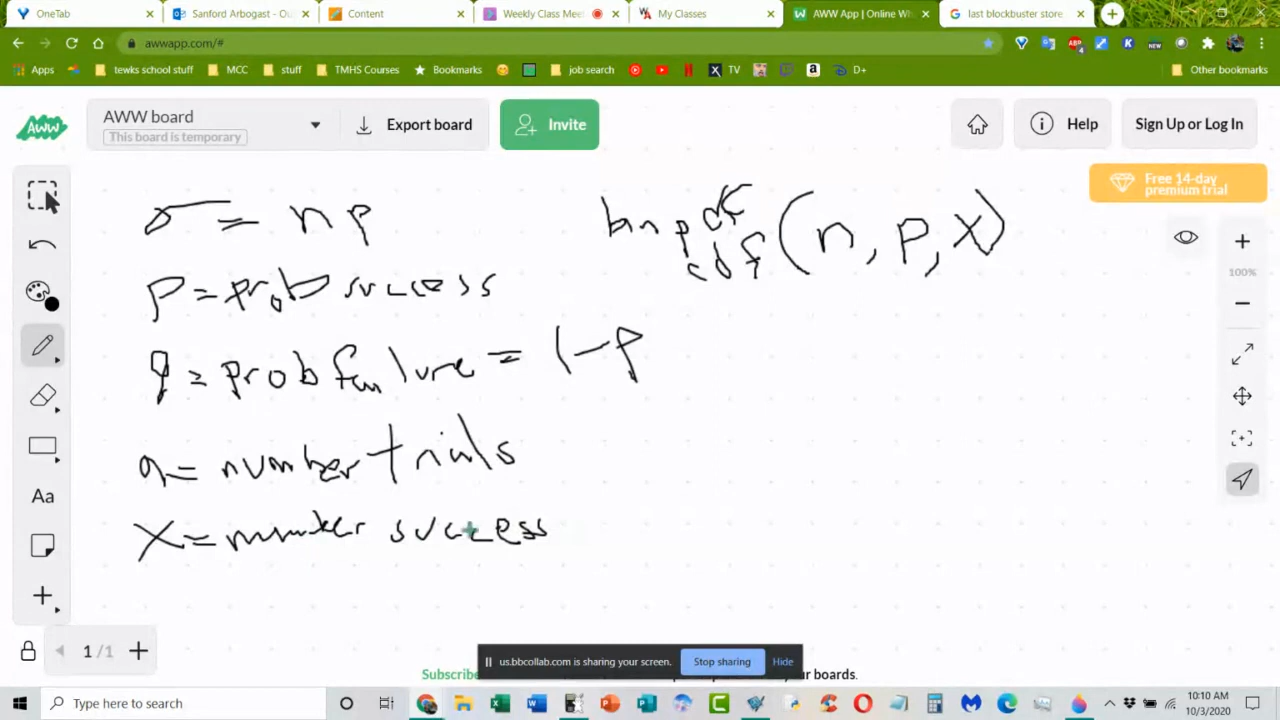 OneTab
Sanford Arbogast - Ou
Content
Weekly Class Mee
My Classes
AWW App | Online Wh
last blockbuster store
awwapp.com/#
Apps
tewks school stuff
MCC
stuff
TMHS Courses
Bookmarks
job search
X TV
D+
Other bookmarks
AWW
AWW board
This board is temporary
Export board
Invite
Help
Sign Up or Log In
Free 14-day
premium trial
= np
binpdf
cdf (n, p, x)
p = prob success
q = prob failure = 1-p
n = number trials
x = number success
100%
Aa
1 / 1
us.bbcollab.com is sharing your screen.
Stop sharing
Hide
Subscribe
your boards.
Type here to search
10:10 AM
10/3/2020